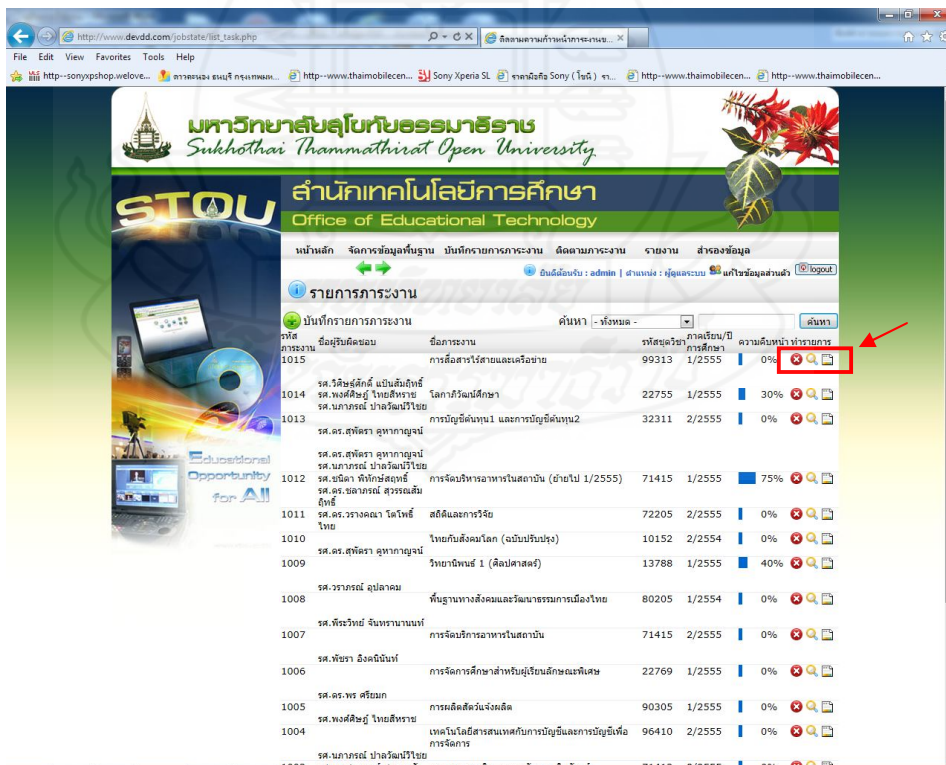 http://www.devdd.com/jobstate/list_task.php
ติดตามความก้าวหน้าภาระงานข...
File Edit View Favorites Tools Help
http--sonyxpshop.welove...
http--www.thaimobilecen...
Sony Xperia SL
ราคามือถือ Sony ( โซนี่ ) รา...
http--www.thaimobilecen...
http--www.thaimobilecen...
มหาวิทยาลัยสุโขทัยธรรมาธิราช
Sukhothai Thammathirat Open University
STOU
สำนักเทคโนโลยีการศึกษา
Office of Educational Technology
หน้าหลัก จัดการข้อมูลพื้นฐาน บันทึกรายการภาระงาน ติดตามภาระงาน รายงาน สำรองข้อมูล
ยินดีต้อนรับ : admin | ตำแหน่ง : ผู้ดูแลระบบ แก้ไขข้อมูลส่วนตัว logout
รายการภาระงาน
บันทึกรายการภาระงาน ค้นหา - ทั้งหมด - ค้นหา
รหัสภาระงาน ชื่อผู้รับผิดชอบ ชื่อภาระงาน รหัสชุดวิชา ภาคเรียน/ปีการศึกษา ความคืบหน้า ทำรายการ
1015 การสื่อสารไร้สายและเครือข่าย 99313 1/2555 0%
รศ.วิศิษฐ์ศักดิ์ แป้นสัมฤทธิ์
1014 รศ.พงศ์ศิษฎ์ ไทยสีหราช โลกาภิวัฒน์ศึกษา 22755 1/2555 30%
รศ.นภาภรณ์ ปาลวัฒน์วิไชย
1013 การบัญชีต้นทุน1 และการบัญชีต้นทุน2 32311 2/2555 0%
รศ.ดร.สุพัตรา คูหากาญจน์
รศ.ดร.สุพัตรา คูหากาญจน์
รศ.นภาภรณ์ ปาลวัฒน์วิไชย
1012 รศ.ชนิดา พิทักษ์สฤทธิ์ การจัดบริหารอาหารในสถาบัน (ย้ายไป 1/2555) 71415 1/2555 75%
รศ.ดร.ชลาภรณ์ สุวรรณสัมฤทธิ์
1011 รศ.ดร.วรางคณา โตโพธิ์ไทย สถิติและการวิจัย 72205 2/2555 0%
1010 ไทยกับสังคมโลก (ฉบับปรับปรุง) 10152 2/2554 0%
รศ.ดร.สุพัตรา คูหากาญจน์
1009 วิทยานิพนธ์ 1 (ศิลปศาสตร์) 13788 1/2555 40%
รศ.วราภรณ์ อุปลาคม
1008 พื้นฐานทางสังคมและวัฒนาธรรมการเมืองไทย 80205 1/2554 0%
รศ.พีระวิทย์ จันทรานานนท์
1007 การจัดบริการอาหารในสถาบัน 71415 2/2555 0%
รศ.พัชรา อิงคนินันท์
1006 การจัดการศึกษาสำหรับผู้เรียนลักษณะพิเศษ 22769 1/2555 0%
รศ.ดร.พร ศรียมก
1005 การผลิตสัตว์แจ้งผลิต 90305 1/2555 0%
รศ.พงศ์ศิษฎ์ ไทยสีหราช
1004 เทคโนโลยีสารสนเทศกับการบัญชีและการบัญชีเพื่อการจัดการ 96410 2/2555 0%
รศ.นภาภรณ์ ปาลวัฒน์วิไชย
Educational
Opportunity
for All